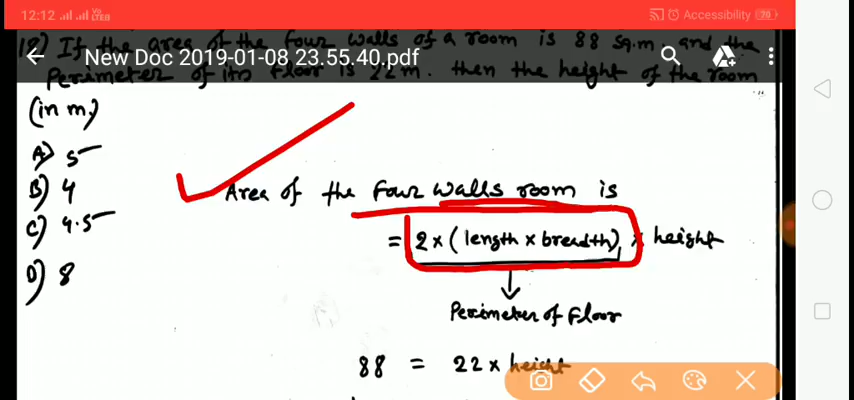 12:12
Accessibility 70
18) If the area of the four walls of a room is 88 sq.m and the
New Doc 2019-01-08 23.55.40.pdf
Perimeter of its floor is 22m. then the height of the room
(in m)
A) 5
B) 4
C) 4.5
D) 8
Area of the four walls room is
= 2 × (length × breadth) × height
Perimeter of Floor
88 = 22 × height